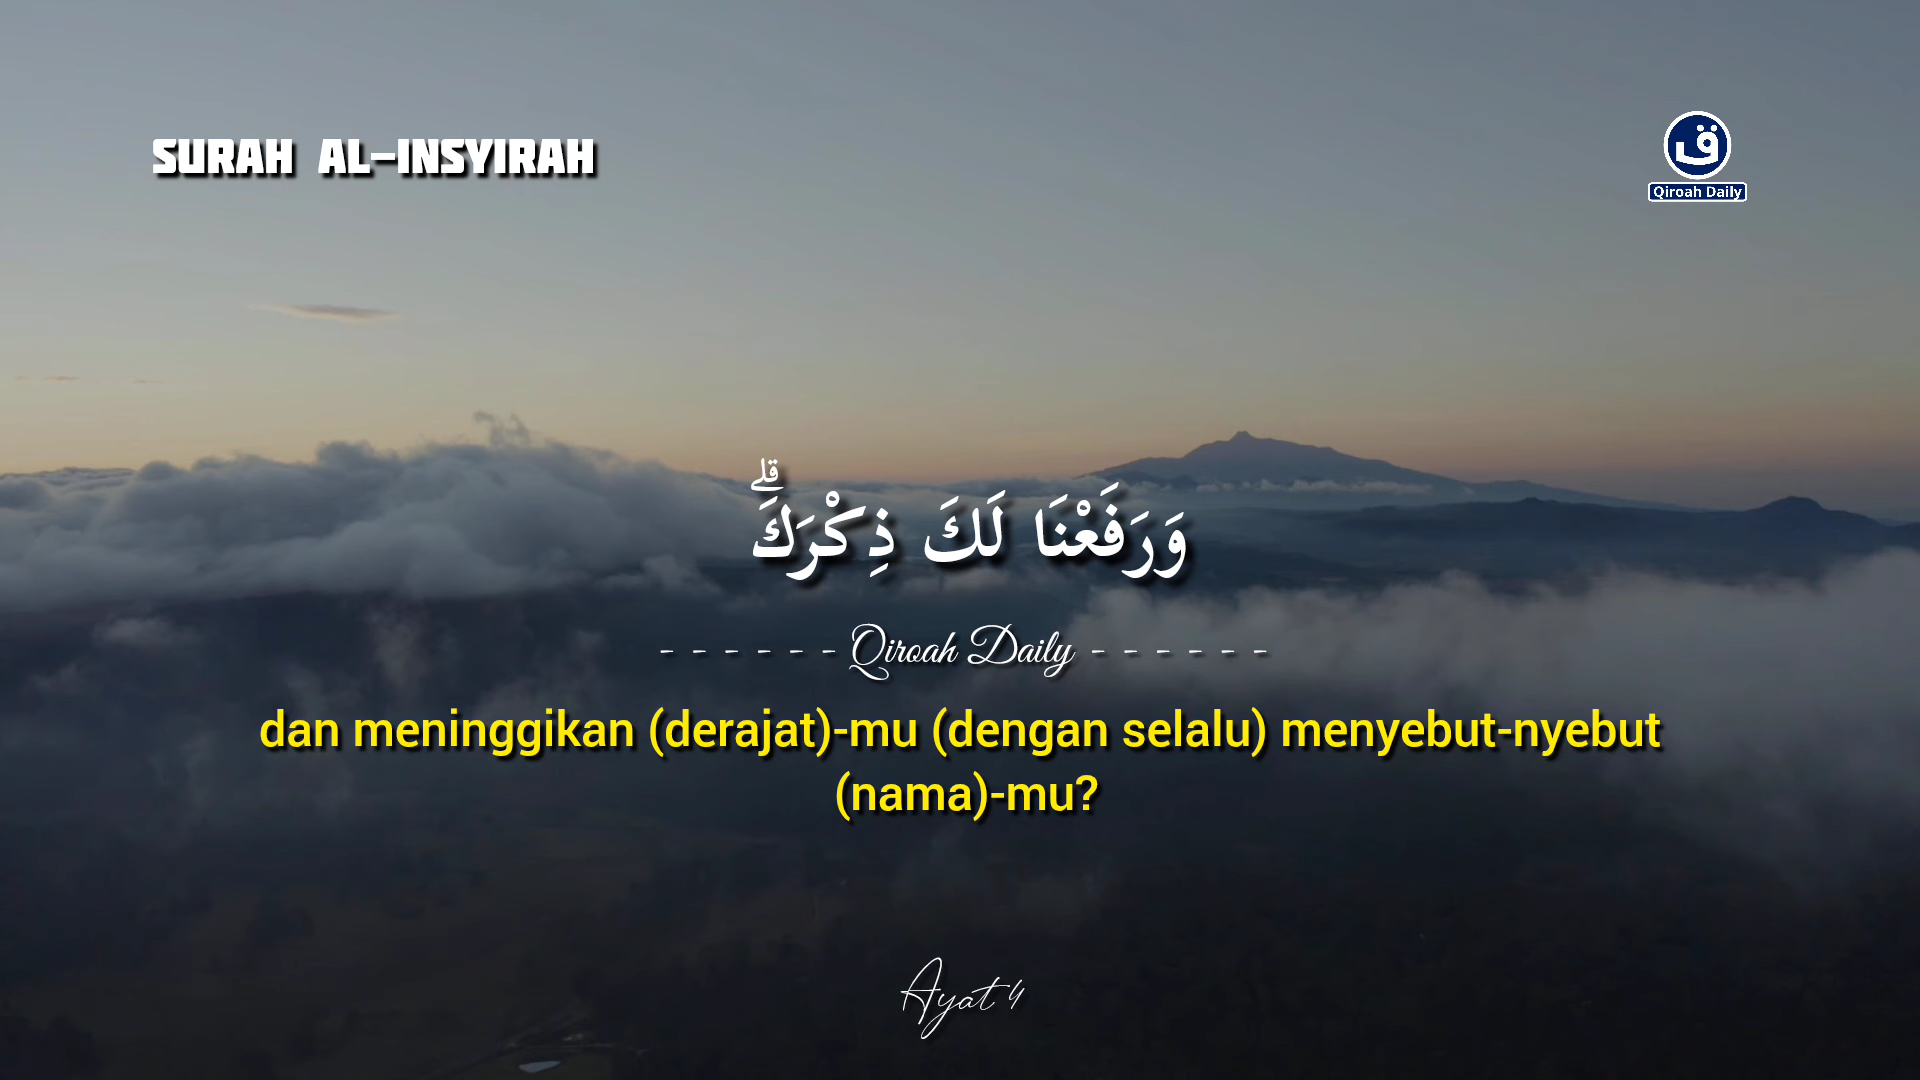 SURAH AL-INSYIRAH
ق
Qiroah Daily
وَرَفَعْنَا لَكَ ذِكْرَكَۗ
- - - - - - Qiroah Daily - - - - - -
dan meninggikan (derajat)-mu (dengan selalu) menyebut-nyebut
(nama)-mu?
Ayat 4